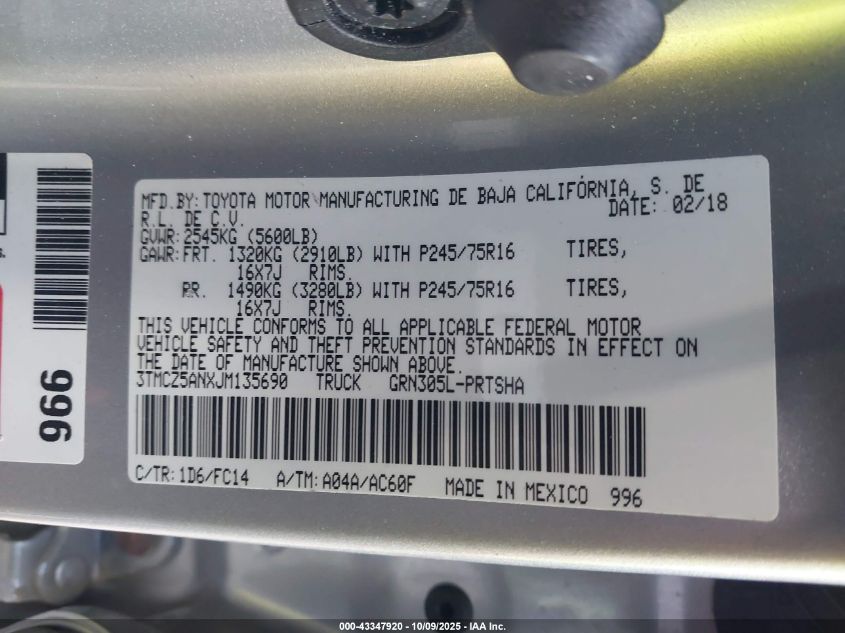 MFD.BY: TOYOTA MOTOR MANUFACTURING DE BAJA CALIFÓRNIA, S. DE
R.L. DE C.V. DATE: 02/18
GVWR: 2545KG (5600LB)
GAWR: FRT. 1320KG (2910LB) WITH P245/75R16 TIRES,
16X7J RIMS.
RR. 1490KG (3280LB) WITH P245/75R16 TIRES,
16X7J RIMS.
THIS VEHICLE CONFORMS TO ALL APPLICABLE FEDERAL MOTOR
VEHICLE SAFETY AND THEFT PREVENTION STANDARDS IN EFFECT ON
THE DATE OF MANUFACTURE SHOWN ABOVE.
3TMCZ5ANXJM135690 TRUCK GRN305L-PRTSHA
C/TR: 1D6/FC14 A/TM: A04A/AC60F MADE IN MEXICO 996
996
000-43347920 | 10/09/2025 - IAA Inc.